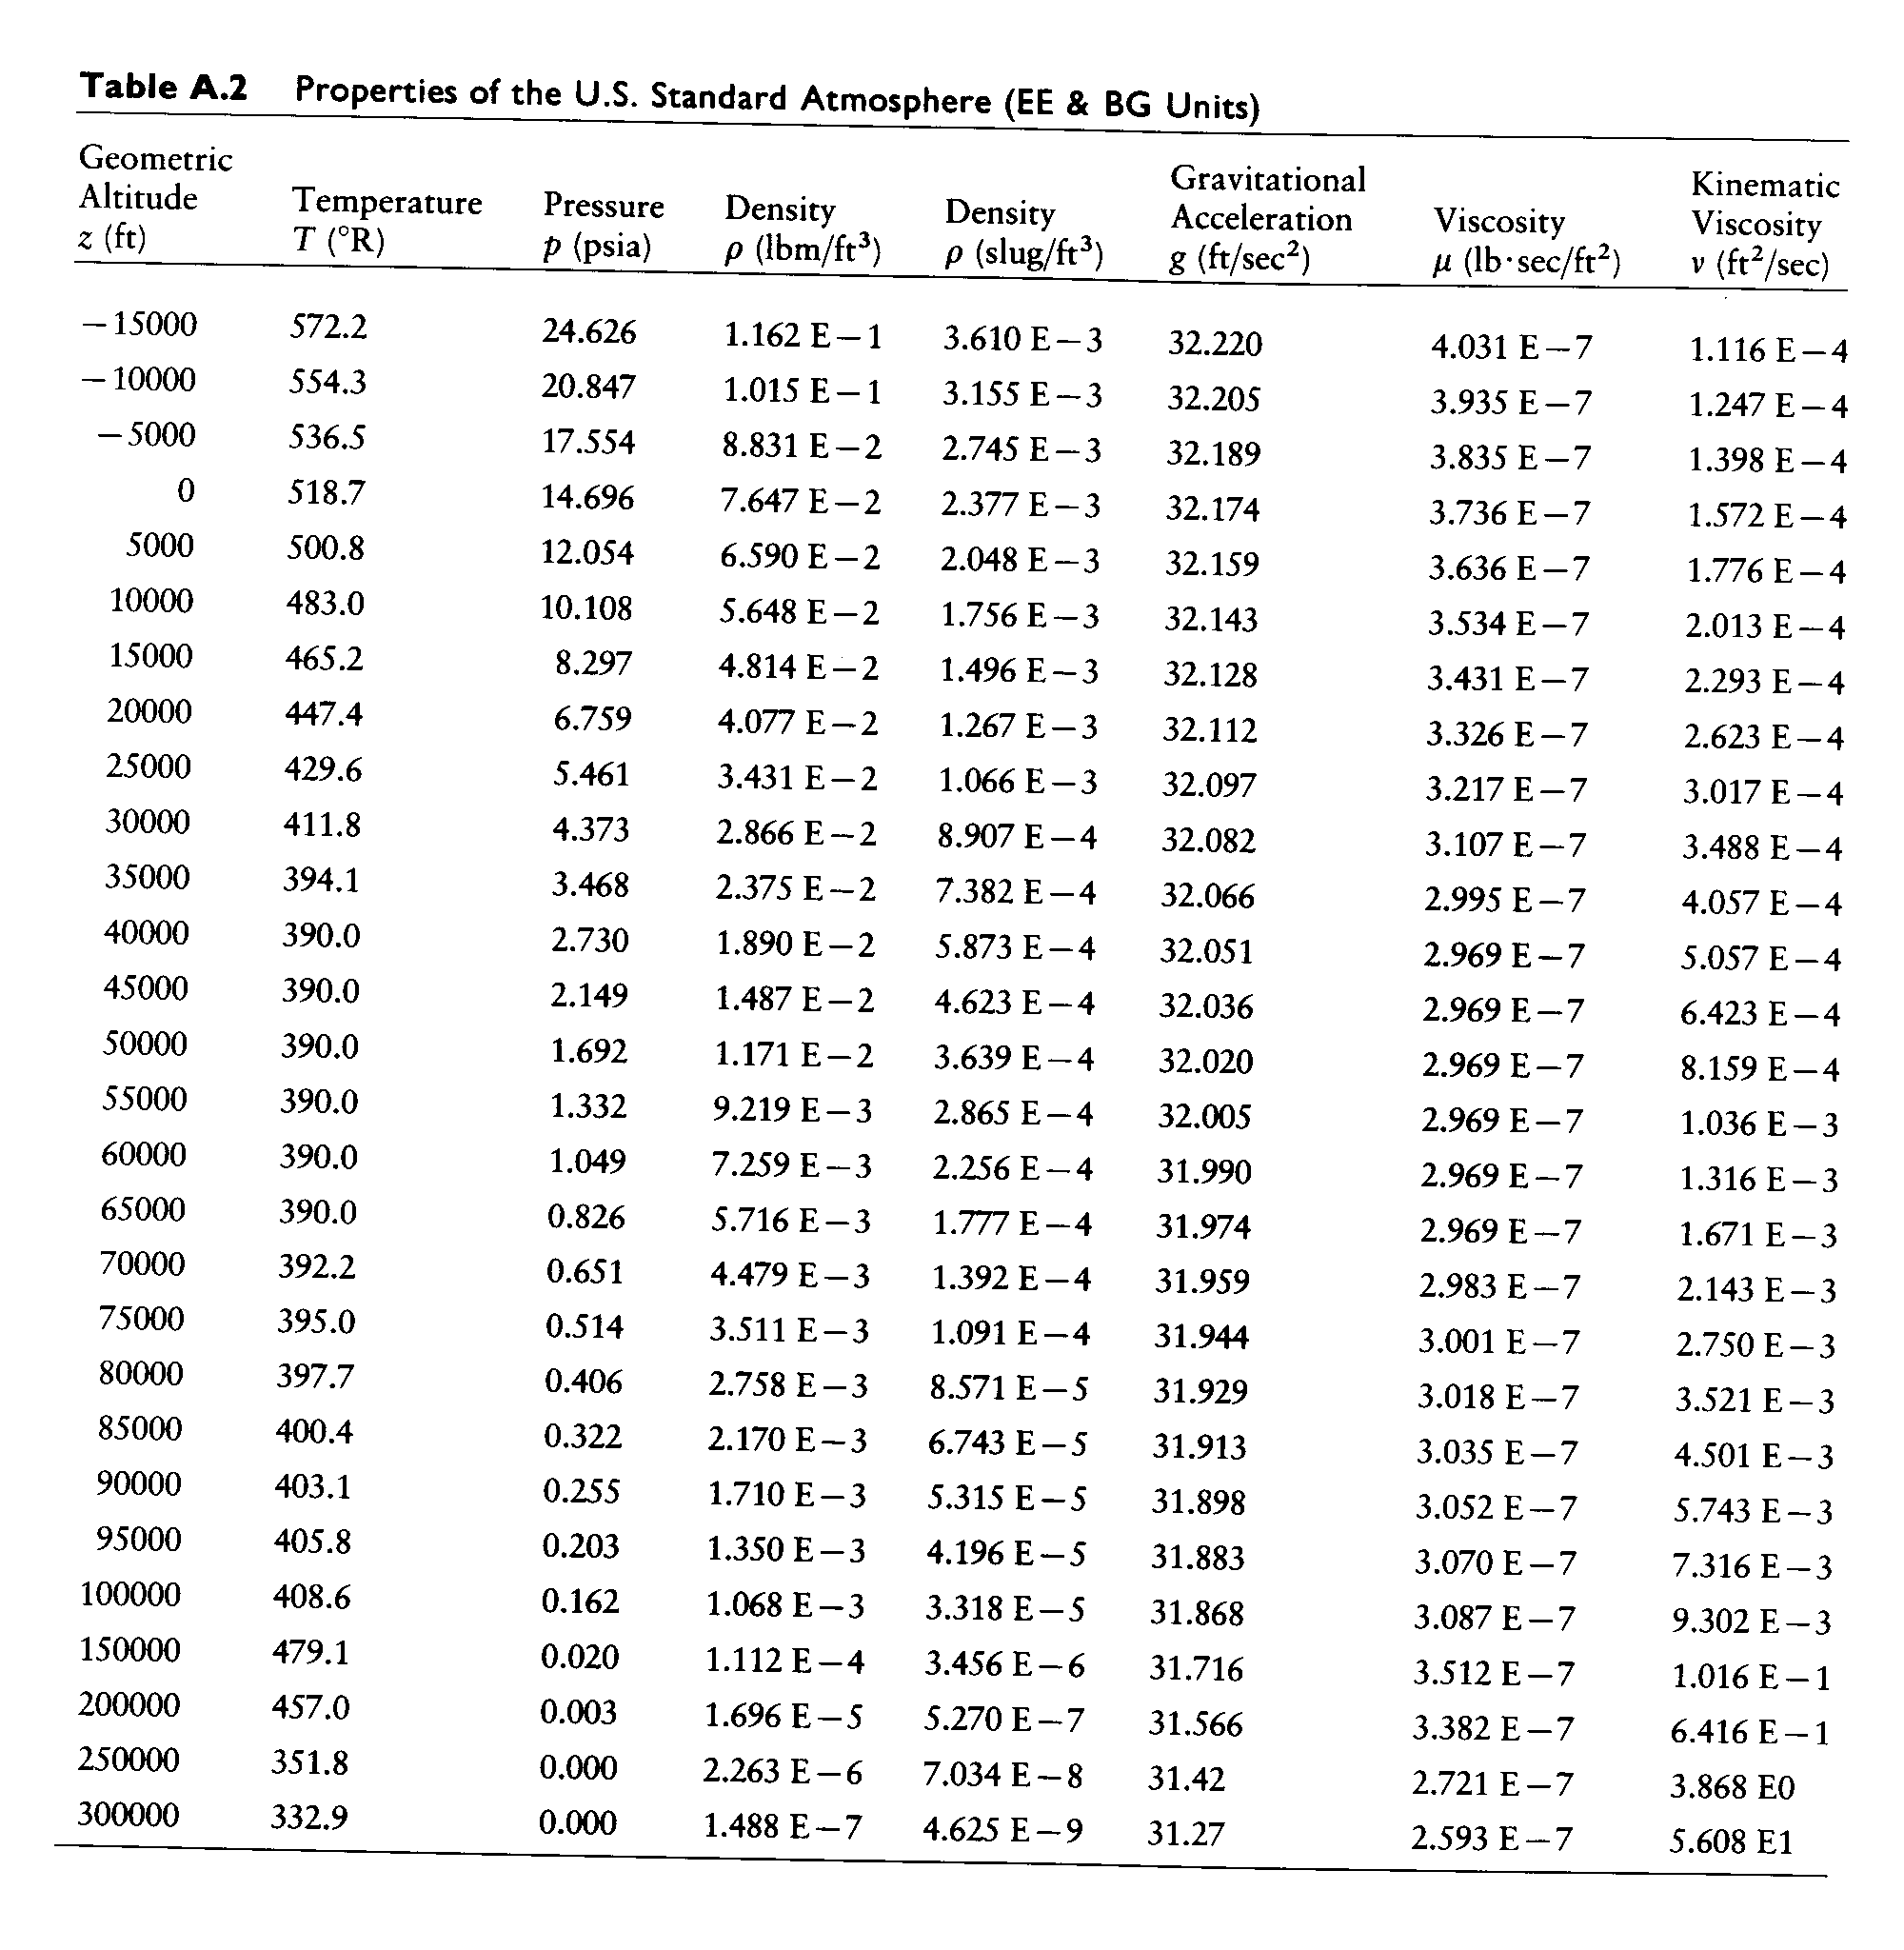 Table A.2 Properties of the U.S. Standard Atmosphere (EE & BG Units)
Geometric Altitude z (ft) Temperature T (°R) Pressure p (psia) Density ρ (lbm/ft³) Density ρ (slug/ft³) Gravitational Acceleration g (ft/sec²) Viscosity μ (lb·sec/ft²) Kinematic Viscosity ν (ft²/sec)
−15000 572.2 24.626 1.162 E−1 3.610 E−3 32.220 4.031 E−7 1.116 E−4
−10000 554.3 20.847 1.015 E−1 3.155 E−3 32.205 3.935 E−7 1.247 E−4
−5000 536.5 17.554 8.831 E−2 2.745 E−3 32.189 3.835 E−7 1.398 E−4
0 518.7 14.696 7.647 E−2 2.377 E−3 32.174 3.736 E−7 1.572 E−4
5000 500.8 12.054 6.590 E−2 2.048 E−3 32.159 3.636 E−7 1.776 E−4
10000 483.0 10.108 5.648 E−2 1.756 E−3 32.143 3.534 E−7 2.013 E−4
15000 465.2 8.297 4.814 E−2 1.496 E−3 32.128 3.431 E−7 2.293 E−4
20000 447.4 6.759 4.077 E−2 1.267 E−3 32.112 3.326 E−7 2.623 E−4
25000 429.6 5.461 3.431 E−2 1.066 E−3 32.097 3.217 E−7 3.017 E−4
30000 411.8 4.373 2.866 E−2 8.907 E−4 32.082 3.107 E−7 3.488 E−4
35000 394.1 3.468 2.375 E−2 7.382 E−4 32.066 2.995 E−7 4.057 E−4
40000 390.0 2.730 1.890 E−2 5.873 E−4 32.051 2.969 E−7 5.057 E−4
45000 390.0 2.149 1.487 E−2 4.623 E−4 32.036 2.969 E−7 6.423 E−4
50000 390.0 1.692 1.171 E−2 3.639 E−4 32.020 2.969 E−7 8.159 E−4
55000 390.0 1.332 9.219 E−3 2.865 E−4 32.005 2.969 E−7 1.036 E−3
60000 390.0 1.049 7.259 E−3 2.256 E−4 31.990 2.969 E−7 1.316 E−3
65000 390.0 0.826 5.716 E−3 1.777 E−4 31.974 2.969 E−7 1.671 E−3
70000 392.2 0.651 4.479 E−3 1.392 E−4 31.959 2.983 E−7 2.143 E−3
75000 395.0 0.514 3.511 E−3 1.091 E−4 31.944 3.001 E−7 2.750 E−3
80000 397.7 0.406 2.758 E−3 8.571 E−5 31.929 3.018 E−7 3.521 E−3
85000 400.4 0.322 2.170 E−3 6.743 E−5 31.913 3.035 E−7 4.501 E−3
90000 403.1 0.255 1.710 E−3 5.315 E−5 31.898 3.052 E−7 5.743 E−3
95000 405.8 0.203 1.350 E−3 4.196 E−5 31.883 3.070 E−7 7.316 E−3
100000 408.6 0.162 1.068 E−3 3.318 E−5 31.868 3.087 E−7 9.302 E−3
150000 479.1 0.020 1.112 E−4 3.456 E−6 31.716 3.512 E−7 1.016 E−1
200000 457.0 0.003 1.696 E−5 5.270 E−7 31.566 3.382 E−7 6.416 E−1
250000 351.8 0.000 2.263 E−6 7.034 E−8 31.42 2.721 E−7 3.868 E0
300000 332.9 0.000 1.488 E−7 4.625 E−9 31.27 2.593 E−7 5.608 E1